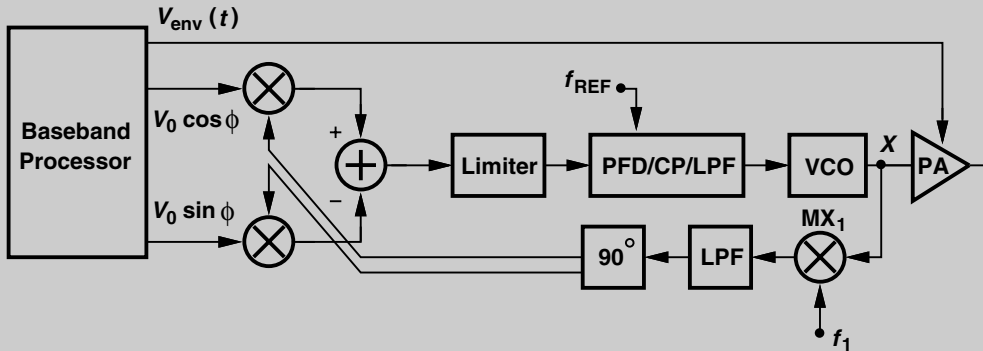 V_env (t)
f_REF
Baseband
Processor
V_0 cos ϕ
+
−
Limiter
PFD/CP/LPF
VCO
X
PA
V_0 sin ϕ
90°
LPF
MX_1
f_1